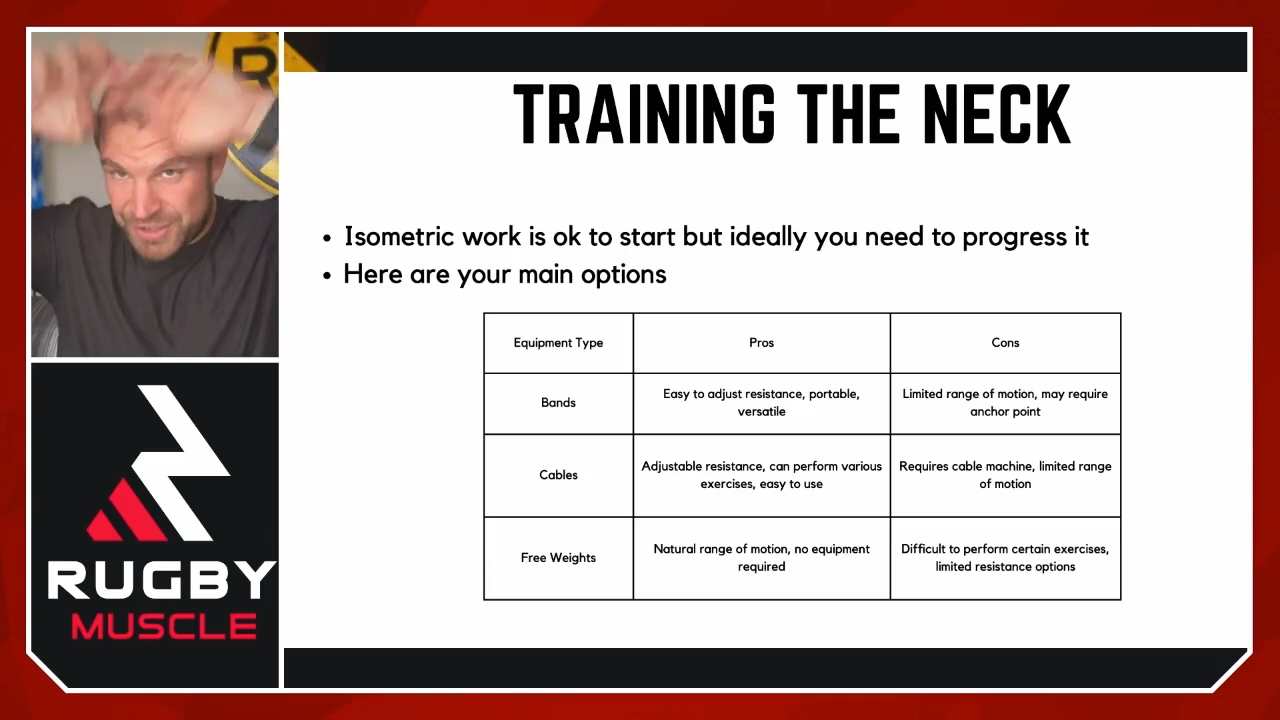 R
TRAINING THE NECK
• Isometric work is ok to start but ideally you need to progress it
• Here are your main options
Equipment Type
Pros
Cons
Bands
Easy to adjust resistance, portable,
versatile
Limited range of motion, may require
anchor point
Cables
Adjustable resistance, can perform various
exercises, easy to use
Requires cable machine, limited range
of motion
Free Weights
Natural range of motion, no equipment
required
Difficult to perform certain exercises,
limited resistance options
RUGBY
MUSCLE